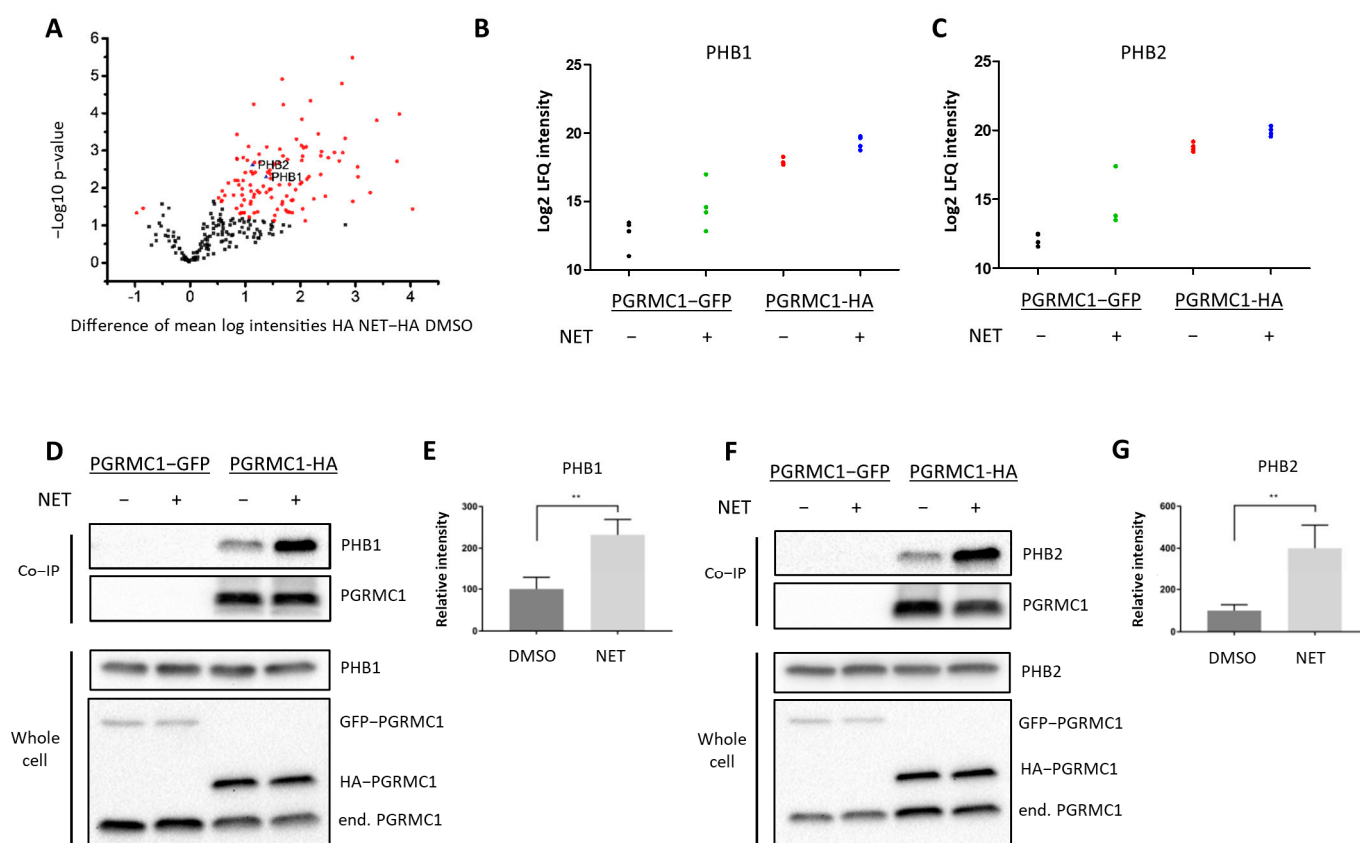 A
6
5
4
3
2
1
0
−Log10 p−value
PHB2
PHB1
-1
0
1
2
3
4
Difference of mean log intensities HA NET−HA DMSO
B
PHB1
25
20
15
10
Log2 LFQ intensity
PGRMC1−GFP
PGRMC1-HA
NET
−
+
−
+
C
PHB2
25
20
15
10
Log2 LFQ intensity
PGRMC1−GFP
PGRMC1-HA
NET
−
+
−
+
D
PGRMC1−GFP
PGRMC1-HA
NET
−
+
−
+
Co−IP
PHB1
PGRMC1
Whole
cell
PHB1
GFP−PGRMC1
HA−PGRMC1
end. PGRMC1
E
PHB1
**
300
200
100
0
Relative intensity
DMSO
NET
F
PGRMC1−GFP
PGRMC1-HA
NET
−
+
−
+
Co−IP
PHB2
PGRMC1
Whole
cell
PHB2
GFP−PGRMC1
HA−PGRMC1
end. PGRMC1
G
PHB2
**
600
400
200
0
Relative intensity
DMSO
NET